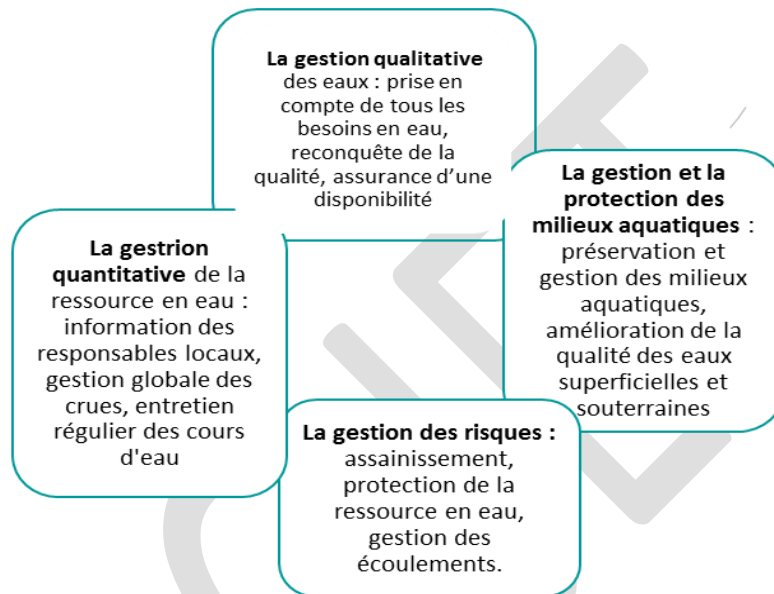 La gestion qualitative
des eaux : prise en
compte de tous les
besoins en eau,
reconquête de la
qualité, assurance d’une
disponibilité
La gestion et la
protection des
milieux aquatiques :
préservation et
gestion des milieux
aquatiques,
amélioration de la
qualité des eaux
superficielles et
souterraines
La gestrion
quantitative de la
ressource en eau :
information des
responsables locaux,
gestion globale des
crues, entretien
régulier des cours
d'eau
La gestion des risques :
assainissement,
protection de la
ressource en eau,
gestion des
écoulements.